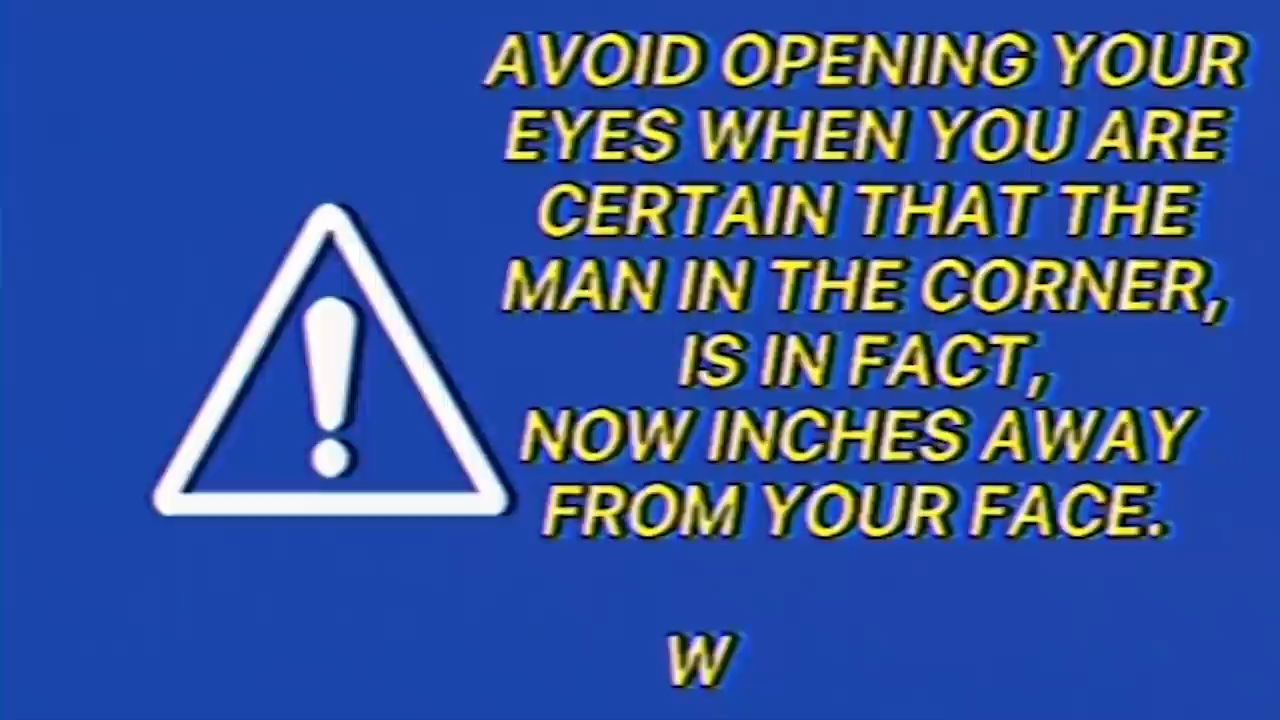 AVOID OPENING YOUR
EYES WHEN YOU ARE
CERTAIN THAT THE
MAN IN THE CORNER,
IS IN FACT,
NOW INCHES AWAY
FROM YOUR FACE.
W